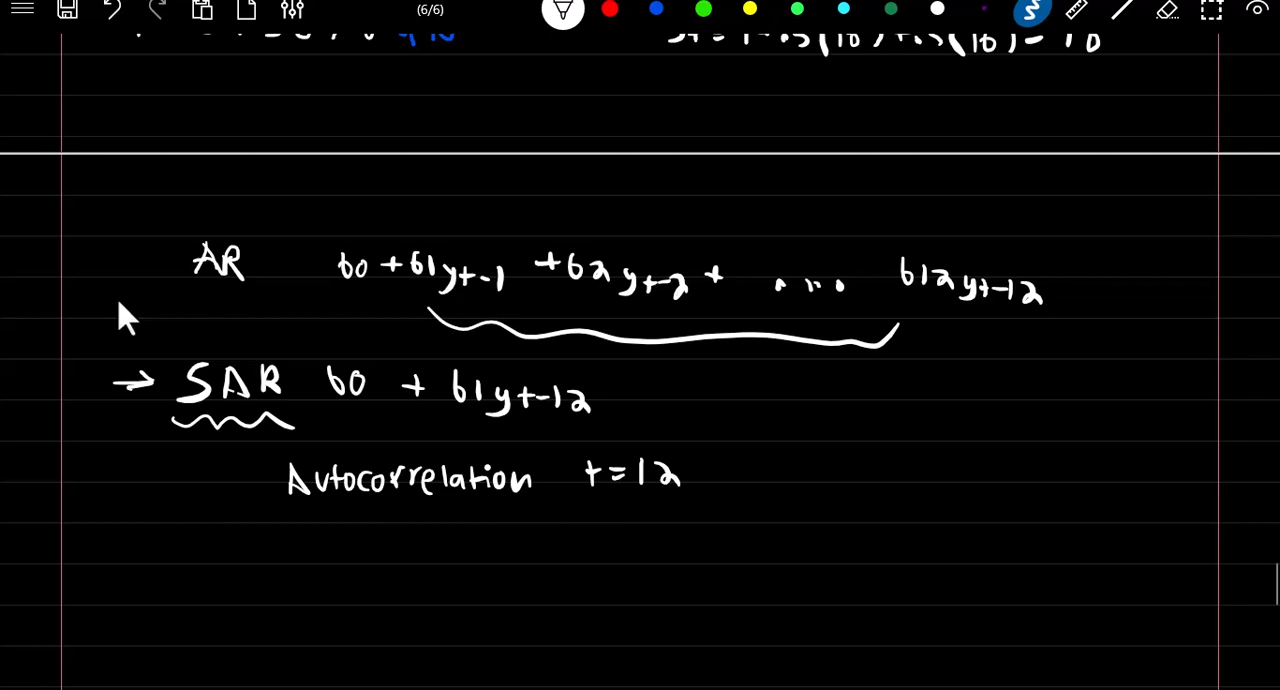 (6/6)
AR b0 + b1yt-1 + b2yt-2 + .... b12yt-12
→ SAR b0 + b1yt-12
Autocorrelation t=12